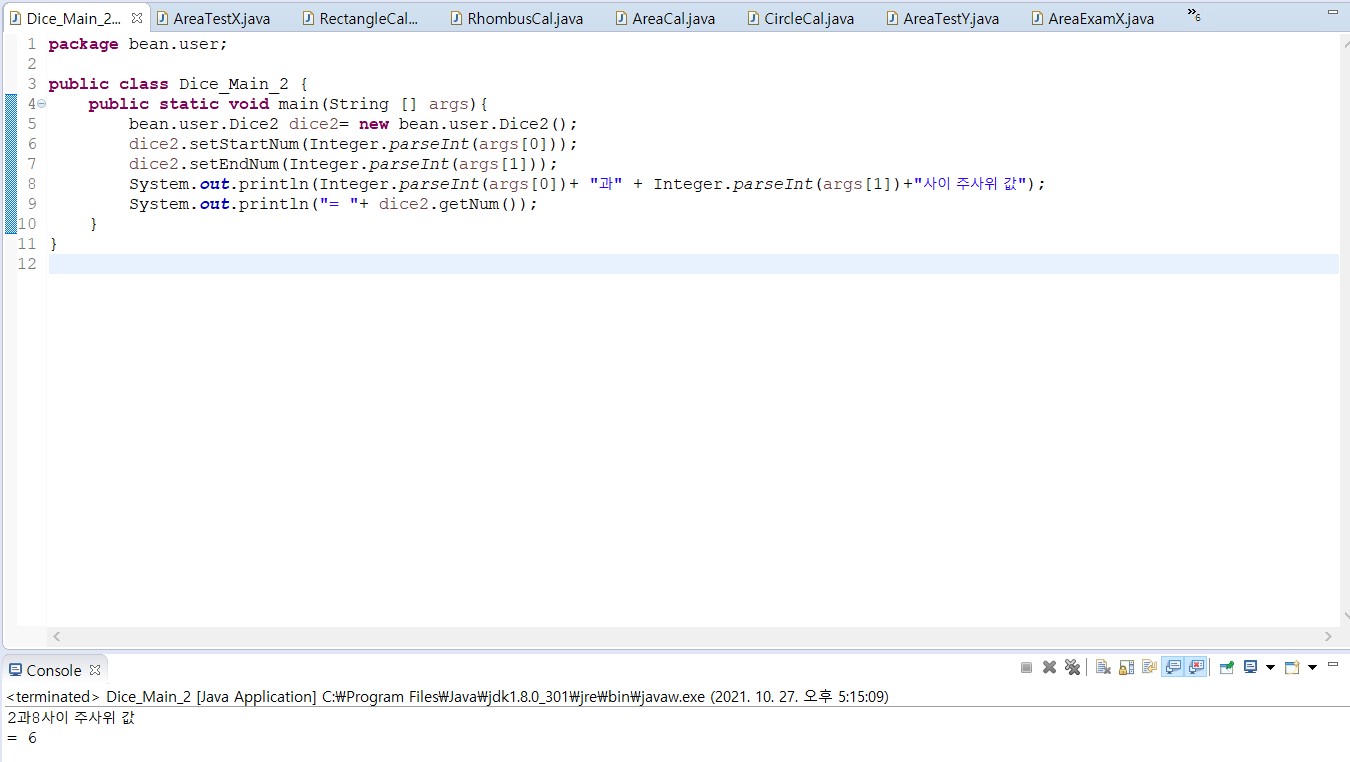 Dice_Main_2... AreaTestX.java RectangleCal... RhombusCal.java AreaCal.java CircleCal.java AreaTestY.java AreaExamX.java »6
1 package bean.user;
2
3 public class Dice_Main_2 {
4 public static void main(String [] args){
5 bean.user.Dice2 dice2= new bean.user.Dice2();
6 dice2.setStartNum(Integer.parseInt(args[0]));
7 dice2.setEndNum(Integer.parseInt(args[1]));
8 System.out.println(Integer.parseInt(args[0])+ "과" + Integer.parseInt(args[1])+"사이 주사위 값");
9 System.out.println("= "+ dice2.getNum());
10 }
11 }
12
Console
<terminated> Dice_Main_2 [Java Application] C:₩Program Files₩Java₩jdk1.8.0_301₩jre₩bin₩javaw.exe (2021. 10. 27. 오후 5:15:09)
2과8사이 주사위 값
= 6